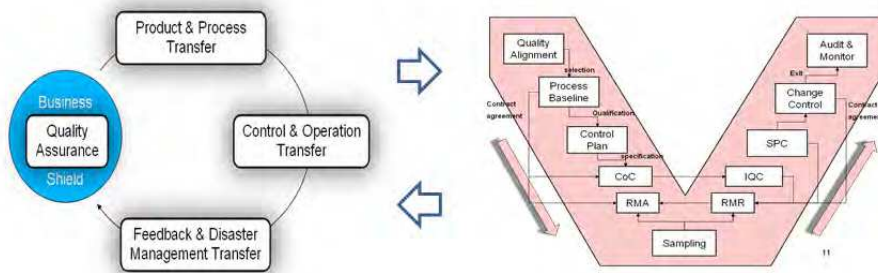 Product & Process
Transfer
Business
Quality
Assurance
Shield
Control & Operation
Transfer
Feedback & Disaster
Management Transfer
Quality
Alignment
selection
Process
Baseline
Contract
agreement
Qualification
Control
Plan
specification
CoC
IQC
RMA
RMR
Sampling
SPC
Change
Control
Exit
Audit &
Monitor
Contract
agreement
11